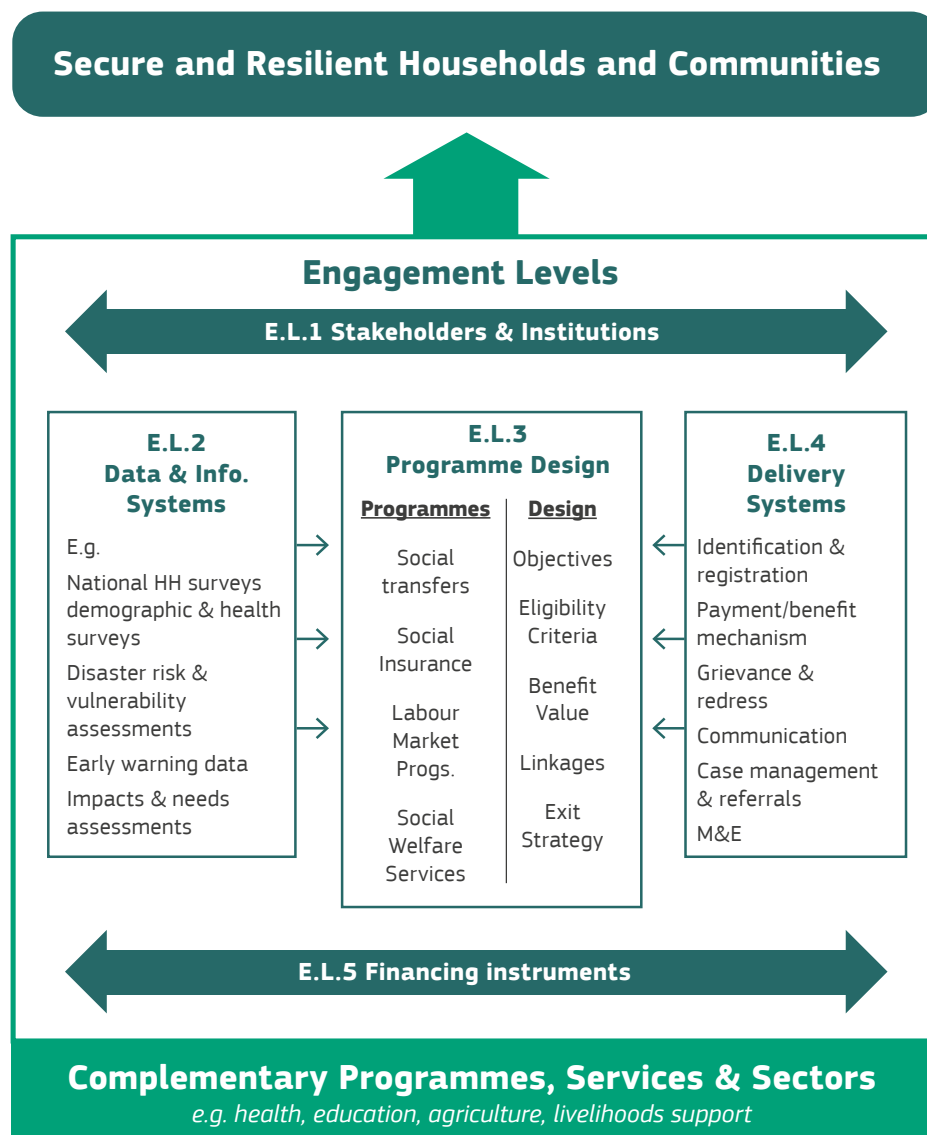 Secure and Resilient Households and Communities
Engagement Levels
E.L.1 Stakeholders & Institutions
E.L.2
Data & Info.
Systems
E.g.
National HH surveys
demographic & health
surveys
Disaster risk &
vulnerability
assessments
Early warning data
Impacts & needs
assessments
E.L.3
Programme Design
Programmes
Social
transfers
Social
Insurance
Labour
Market
Progs.
Social
Welfare
Services
Design
Objectives
Eligibility
Criteria
Benefit
Value
Linkages
Exit
Strategy
E.L.4
Delivery
Systems
Identification &
registration
Payment/benefit
mechanism
Grievance &
redress
Communication
Case management
& referrals
M&E
E.L.5 Financing instruments
Complementary Programmes, Services & Sectors
e.g. health, education, agriculture, livelihoods support